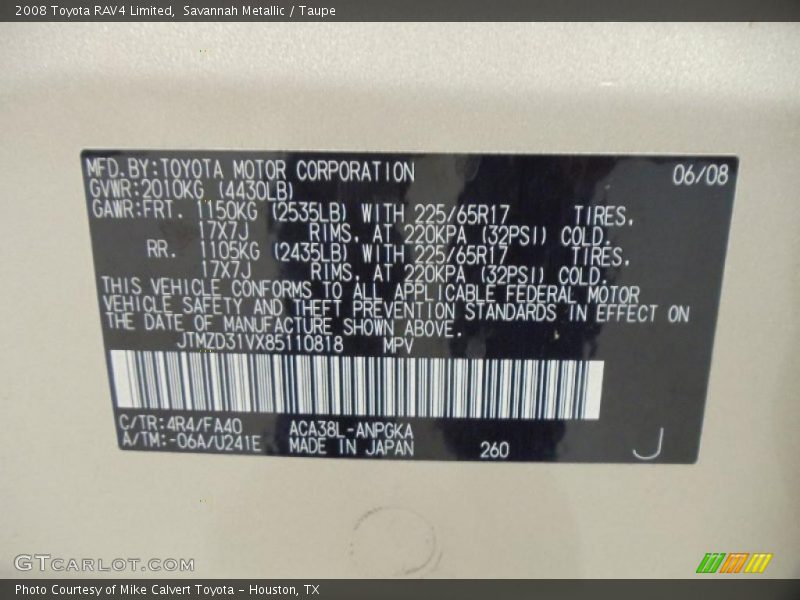 2008 Toyota RAV4 Limited, Savannah Metallic / Taupe
MFD.BY:TOYOTA MOTOR CORPORATION 06/08
GVWR:2010KG (4430LB)
GAWR:FRT. 1150KG (2535LB) WITH 225/65R17 TIRES,
17X7J RIMS, AT 220KPA (32PSI) COLD.
RR. 1105KG (2435LB) WITH 225/65R17 TIRES,
17X7J RIMS, AT 220KPA (32PSI) COLD.
THIS VEHICLE CONFORMS TO ALL APPLICABLE FEDERAL MOTOR
VEHICLE SAFETY AND THEFT PREVENTION STANDARDS IN EFFECT ON
THE DATE OF MANUFACTURE SHOWN ABOVE.
JTMZD31VX85110818 MPV
C/TR:4R4/FA40 ACA38L-ANPGKA
A/TM:-06A/U241E MADE IN JAPAN 260 J
GTCARLOT.COM
Photo Courtesy of Mike Calvert Toyota - Houston, TX